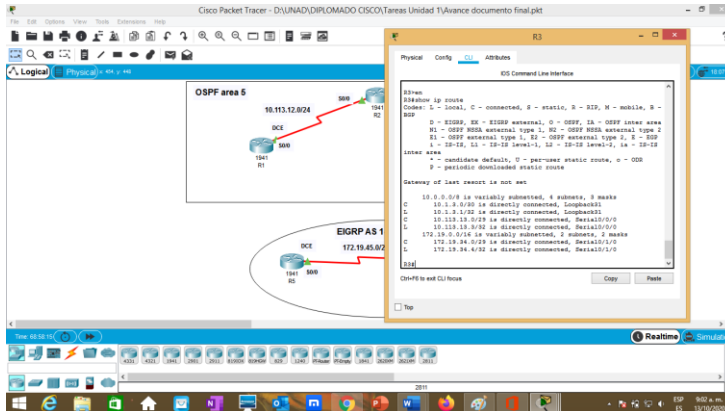 Cisco Packet Tracer - D:\UNAD\DIPLOMADO CISCO\Tareas Unidad 1\Avance documento final.pkt
File Edit Options View Tools Extensions Help
Logical
Physical
OSPF area 5
10.113.12.0/24
S0/0
DCE
1941
R2
S0/0
1941
R1
EIGRP AS 1
DCE
172.19.45.0/2
1941
R5
S0/0
R3
Physical Config CLI Attributes
IOS Command Line Interface
R3>en
R3#show ip route
Codes: L - local, C - connected, S - static, R - RIP, M - mobile, B -
BGP
D - EIGRP, EX - EIGRP external, O - OSPF, IA - OSPF inter area
N1 - OSPF NSSA external type 1, N2 - OSPF NSSA external type 2
E1 - OSPF external type 1, E2 - OSPF external type 2, E - EGP
i - IS-IS, L1 - IS-IS level-1, L2 - IS-IS level-2, ia - IS-IS
inter area
* - candidate default, U - per-user static route, o - ODR
P - periodic downloaded static route
Gateway of last resort is not set
10.0.0.0/8 is variably subnetted, 4 subnets, 3 masks
C 10.1.3.0/30 is directly connected, Loopback31
L 10.1.3.1/32 is directly connected, Loopback31
C 10.113.13.0/29 is directly connected, Serial0/0/0
L 10.113.13.3/32 is directly connected, Serial0/0/0
172.19.0.0/16 is variably subnetted, 2 subnets, 2 masks
C 172.19.34.0/29 is directly connected, Serial0/1/0
L 172.19.34.4/32 is directly connected, Serial0/1/0
R3#
Ctrl+F6 to exit CLI focus
Copy
Paste
Top
Realtime
Simulati
4331 4321 1941 2901 2911 819IOX 819HGW 829 1240 1841 2620XM 2621XM 2811
2811
ESP
ES
9:02 a. m.
13/10/20